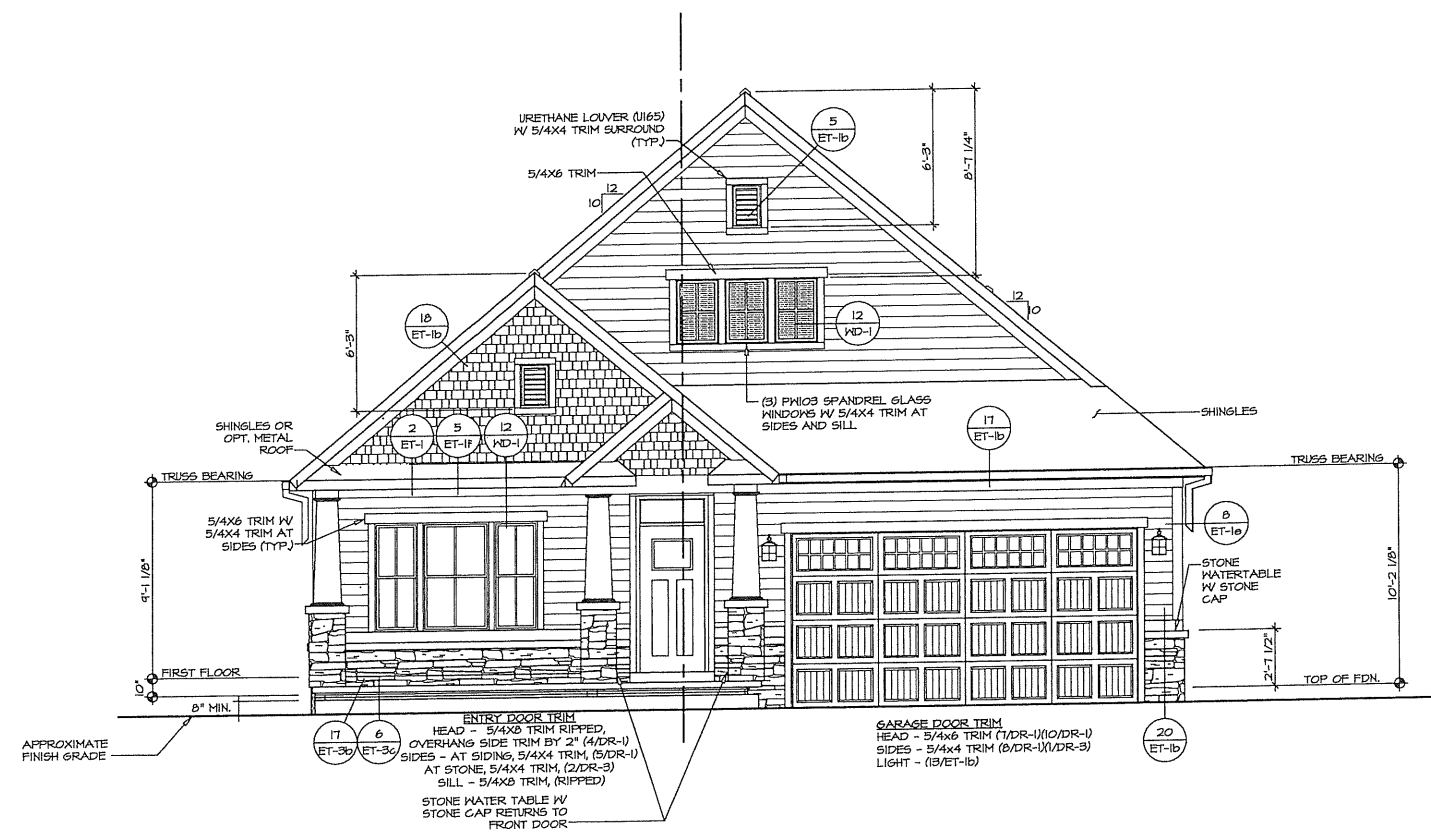 URETHANE LOUVER (U165)
W/ 5/4X4 TRIM SURROUND
(TYP.)
5
ET-1b
6'-3"
8'-7 1/4"
5/4X6 TRIM
12
10
12
10
18
ET-1b
6'-3"
12
WD-1
(3) PW103 SPANDREL GLASS
WINDOWS W/ 5/4X4 TRIM AT
SIDES AND SILL
SHINGLES
SHINGLES OR
OPT. METAL
ROOF
2
ET-1
5
ET-1f
12
WD-1
17
ET-1b
TRUSS BEARING
TRUSS BEARING
5/4X6 TRIM W/
5/4X4 TRIM AT
SIDES (TYP.)
8
ET-1e
STONE
WATERTABLE
W/ STONE
CAP
9'-1 1/8"
10'-2 1/8"
2'-7 1/2"
FIRST FLOOR
TOP OF FDN.
10"
8" MIN.
APPROXIMATE
FINISH GRADE
17
ET-3b
6
ET-3c
ENTRY DOOR TRIM
HEAD - 5/4X8 TRIM RIPPED,
OVERHANG SIDE TRIM BY 2" (4/DR-1)
SIDES - AT SIDING, 5/4X4 TRIM, (5/DR-1)
AT STONE, 5/4X4 TRIM, (2/DR-3)
SILL - 5/4X8 TRIM, (RIPPED)
STONE WATER TABLE W/
STONE CAP RETURNS TO
FRONT DOOR
GARAGE DOOR TRIM
HEAD - 5/4x6 TRIM (7/DR-1)(10/DR-1)
SIDES - 5/4x4 TRIM (8/DR-1)(1/DR-3)
LIGHT - (13/ET-1b)
20
ET-1b